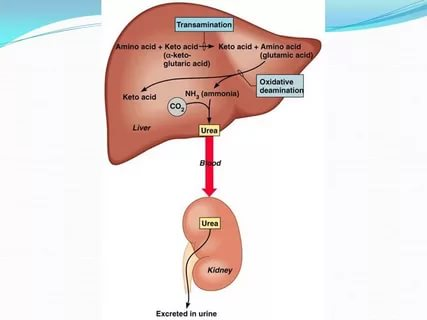 Transamination
Amino acid + Keto acid
(α-keto-
glutaric acid)
Keto acid + Amino acid
(glutamic acid)
Oxidative
deamination
Keto acid
NH3 (ammonia)
CO2
Liver
Urea
Blood
Urea
Kidney
Excreted in urine